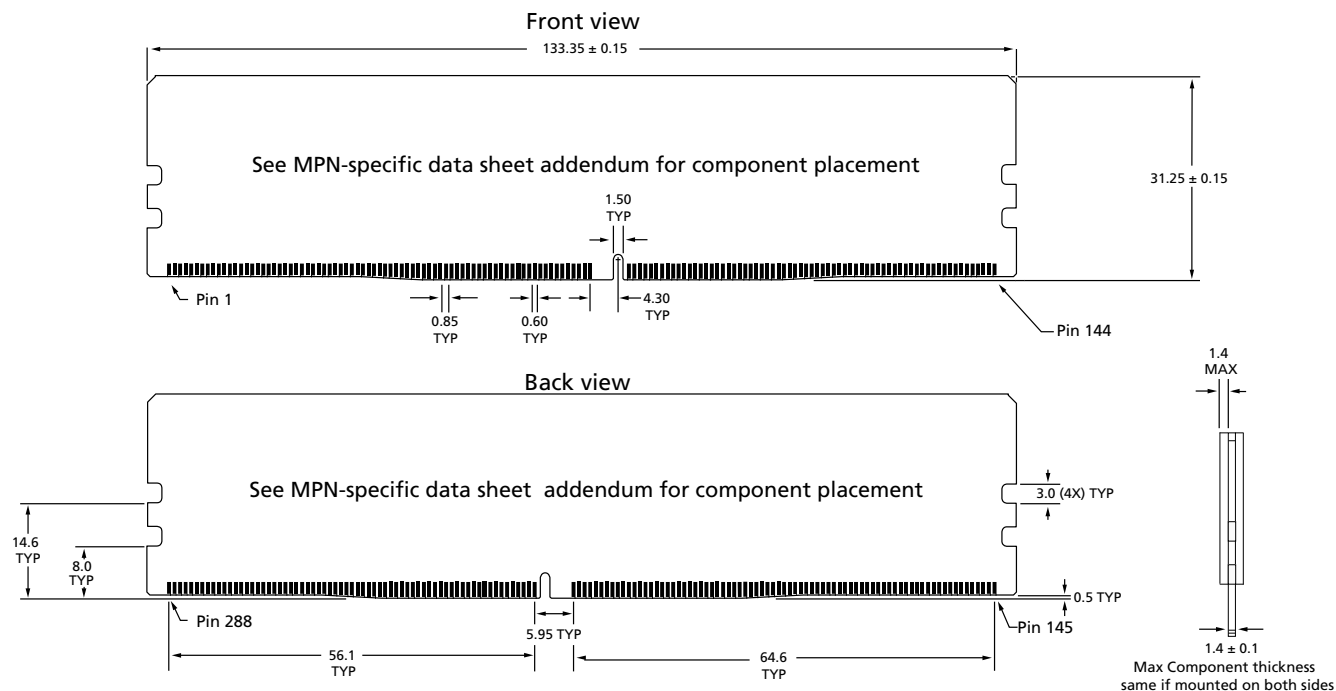 Front view
133.35 ± 0.15
See MPN-specific data sheet addendum for component placement
31.25 ± 0.15
1.50
TYP
Pin 1
0.85
TYP
0.60
TYP
4.30
TYP
Pin 144
Back view
1.4
MAX
See MPN-specific data sheet addendum for component placement
3.0 (4X) TYP
14.6
TYP
8.0
TYP
0.5 TYP
Pin 288
5.95 TYP
Pin 145
56.1
TYP
64.6
TYP
1.4 ± 0.1
Max Component thickness
same if mounted on both sides